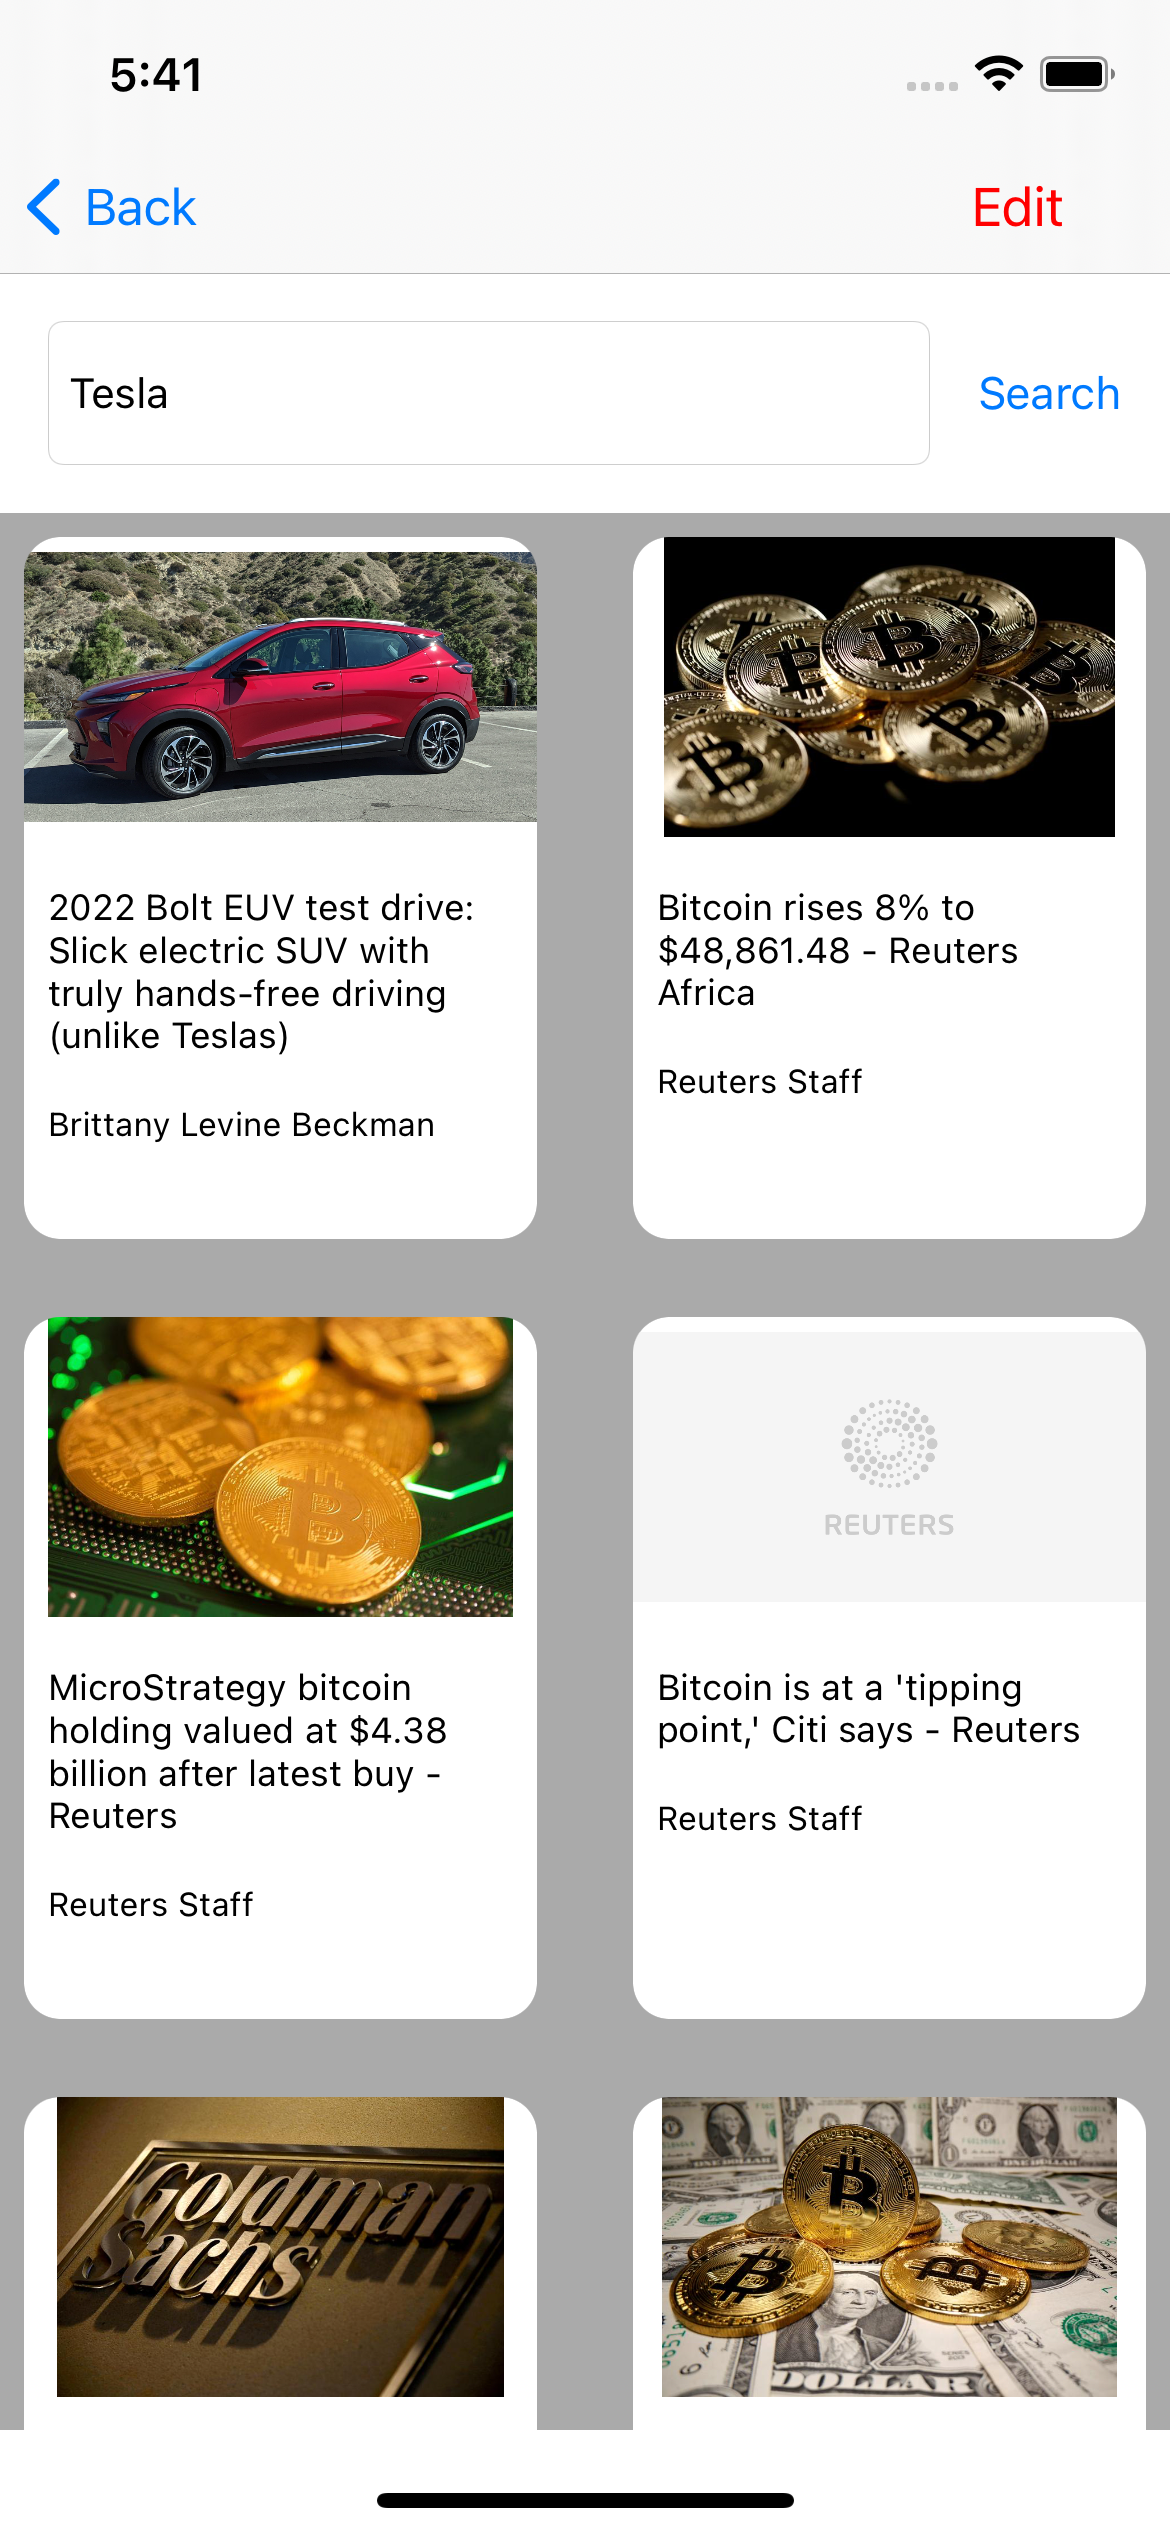 5:41
Back
Edit
Tesla
Search
2022 Bolt EUV test drive:
Slick electric SUV with
truly hands-free driving
(unlike Teslas)
Brittany Levine Beckman
Bitcoin rises 8% to
$48,861.48 - Reuters
Africa
Reuters Staff
REUTERS
MicroStrategy bitcoin
holding valued at $4.38
billion after latest buy -
Reuters
Reuters Staff
Bitcoin is at a 'tipping
point,' Citi says - Reuters
Reuters Staff
Goldman
Sachs
DOLLAR